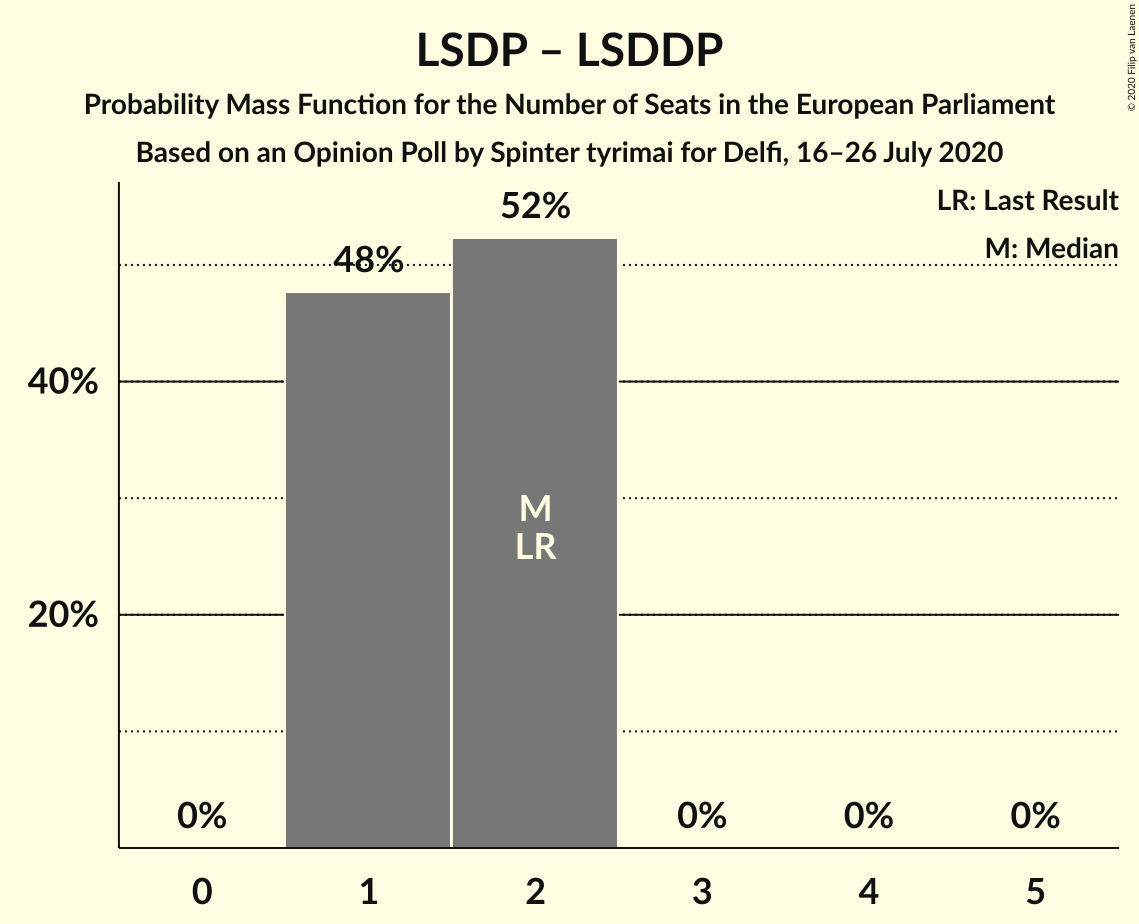 LSDP – LSDDP
Probability Mass Function for the Number of Seats in the European Parliament
Based on an Opinion Poll by Spinter tyrimai for Delfi, 16–26 July 2020
© 2020 Filip van Laenen
LR: Last Result
M: Median
52%
48%
40%
M
LR
20%
0%
0%
0%
0%
0
1
2
3
4
5